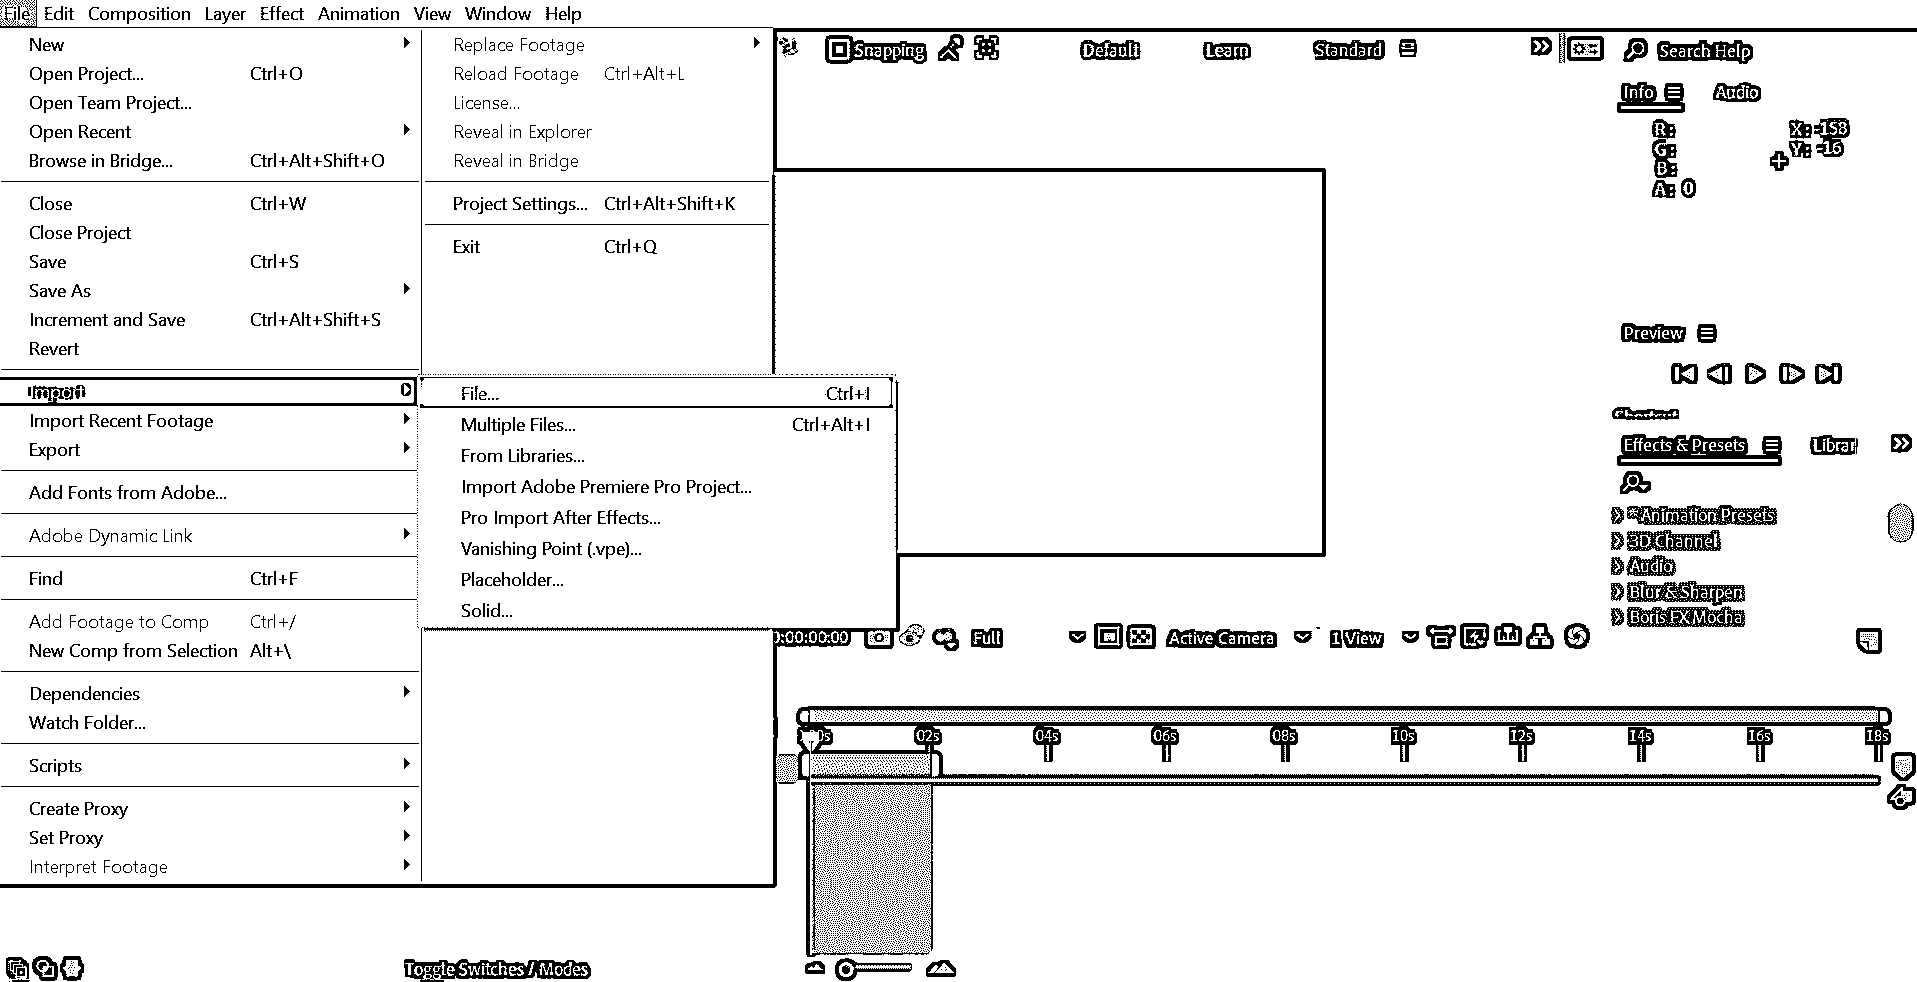 File Edit Composition Layer Effect Animation View Window Help
New
Open Project... Ctrl+O
Open Team Project...
Open Recent
Browse in Bridge... Ctrl+Alt+Shift+O
Close Ctrl+W
Close Project
Save Ctrl+S
Save As
Increment and Save Ctrl+Alt+Shift+S
Revert
Import
Import Recent Footage
Export
Add Fonts from Adobe...
Adobe Dynamic Link
Find Ctrl+F
Add Footage to Comp Ctrl+/
New Comp from Selection Alt+\
Dependencies
Watch Folder...
Scripts
Create Proxy
Set Proxy
Interpret Footage
Replace Footage
Reload Footage Ctrl+Alt+L
License...
Reveal in Explorer
Reveal in Bridge
Project Settings... Ctrl+Alt+Shift+K
Exit Ctrl+Q
File... Ctrl+I
Multiple Files... Ctrl+Alt+I
From Libraries...
Import Adobe Premiere Pro Project...
Pro Import After Effects...
Vanishing Point (.vpe)...
Placeholder...
Solid...
Snapping Default Learn Standard Search Help
Info Audio
R: X: -158
G: Y: -16
B:
A: 0
Preview
Effects & Presets Librar
* Animation Presets
3D Channel
Audio
Blur & Sharpen
Boris FX Mocha
0:00:00:00 Full Active Camera 1 View
02s 04s 06s 08s 10s 12s 14s 16s 18s
Toggle Switches / Modes